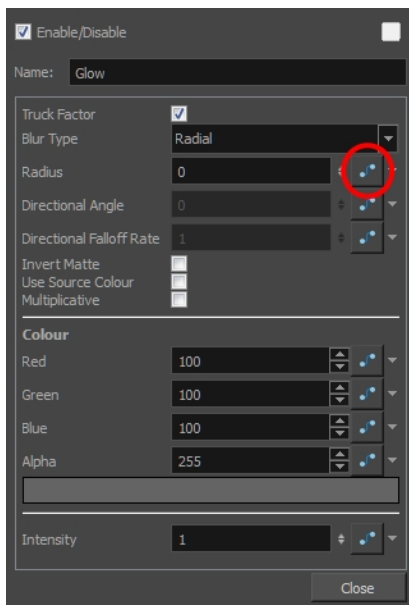 Enable/Disable
Name: Glow
Truck Factor
Blur Type Radial
Radius 0
Directional Angle 0
Directional Falloff Rate 1
Invert Matte
Use Source Colour
Multiplicative
Colour
Red 100
Green 100
Blue 100
Alpha 255
Intensity 1
Close